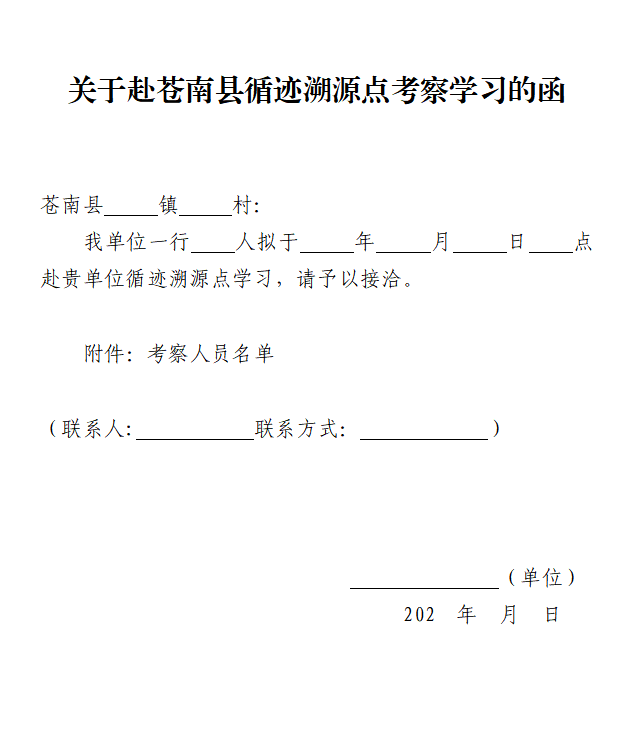 关于赴苍南县循迹溯源点考察学习的函
苍南县_____镇_____村：
我单位一行____人拟于_____年_____月_____日____点
赴贵单位循迹溯源点学习，请予以接洽。
附件：考察人员名单
（联系人：___________联系方式：____________）
______________（单位）
202 年 月 日